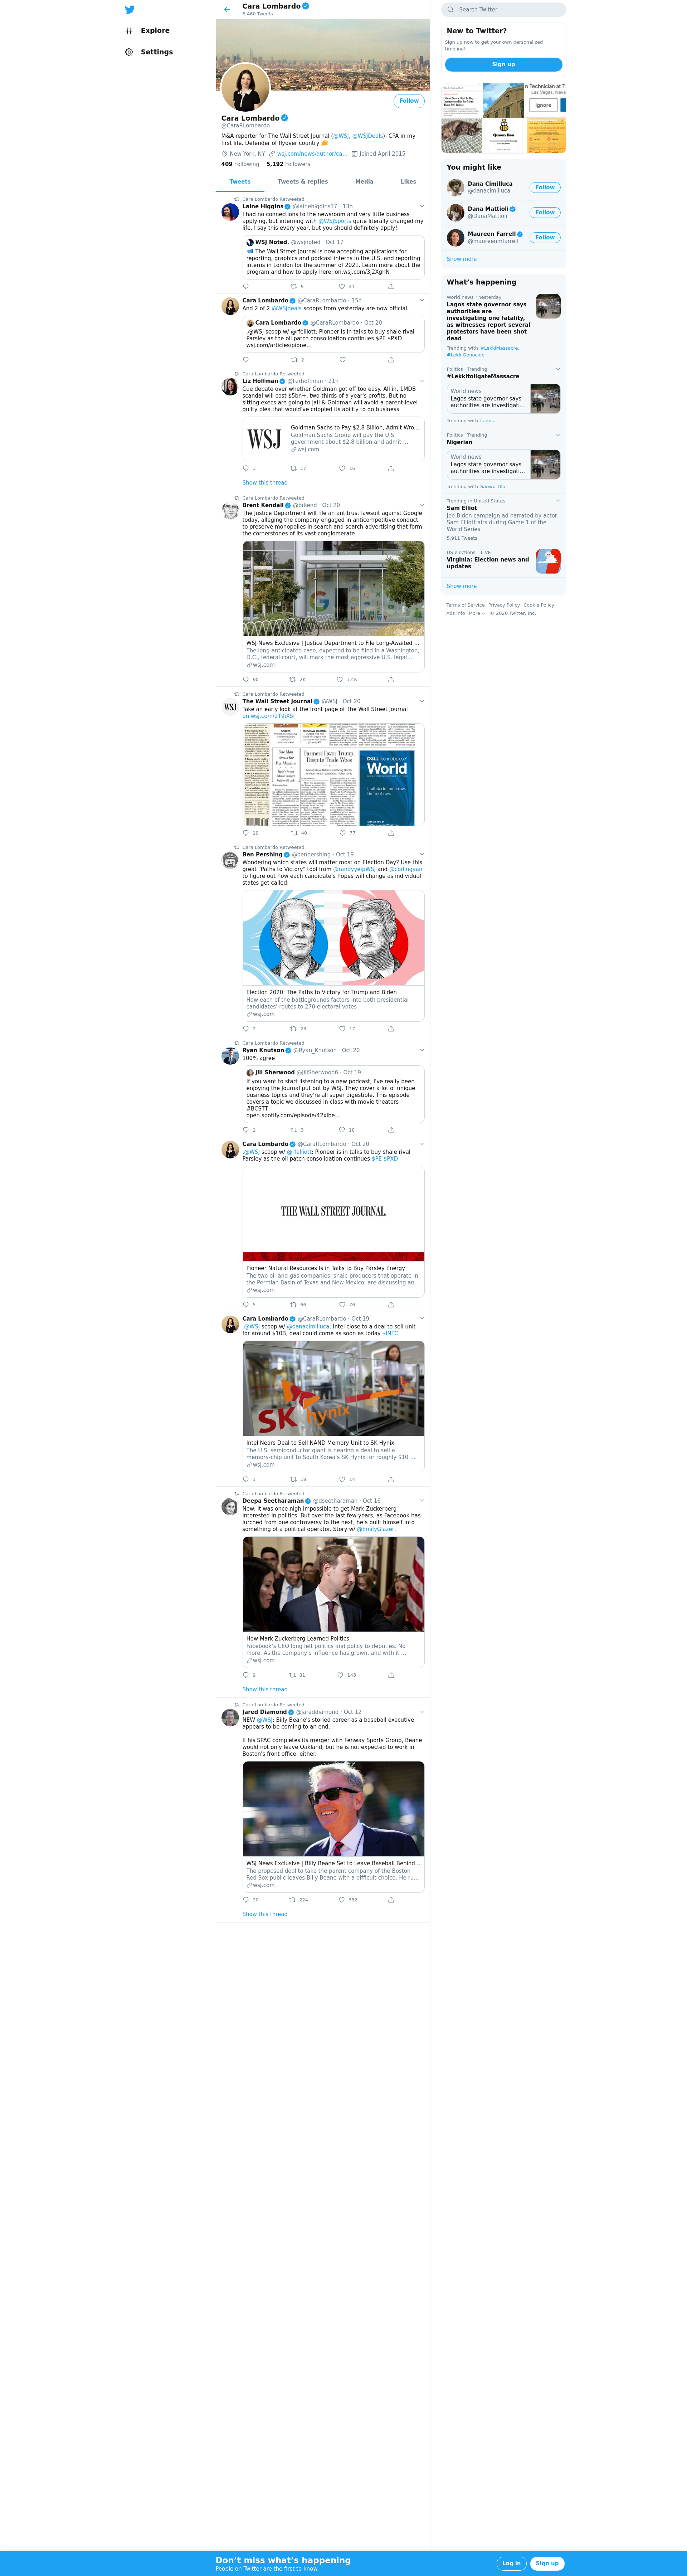 Explore
Settings
Cara Lombardo
8,460 Tweets
Follow
Cara Lombardo
@CaraRLombardo
M&A reporter for The Wall Street Journal (@WSJ, @WSJDeals). CPA in my
first life. Defender of flyover country
New York, NY wsj.com/news/author/ca... Joined April 2015
409 Following 5,192 Followers
Tweets Tweets & replies Media Likes
Cara Lombardo Retweeted
Laine Higgins @lainehiggins17 · 13h
I had no connections to the newsroom and very little business
applying, but interning with @WSJSports quite literally changed my
life. I say this every year, but you should definitely apply!
WSJ Noted. @wsjnoted · Oct 17
The Wall Street Journal is now accepting applications for
reporting, graphics and podcast interns in the U.S. and reporting
interns in London for the summer of 2021. Learn more about the
program and how to apply here: on.wsj.com/3j2XghN
9 41
Cara Lombardo @CaraRLombardo · 15h
And 2 of 2 @WSJdeals scoops from yesterday are now official.
Cara Lombardo @CaraRLombardo · Oct 20
.@WSJ scoop w/ @rfelliott: Pioneer is in talks to buy shale rival
Parsley as the oil patch consolidation continues $PE $PXD
wsj.com/articles/pione...
2
Cara Lombardo Retweeted
Liz Hoffman @lizrhoffman · 21h
Cue debate over whether Goldman got off too easy. All in, 1MDB
scandal will cost $5bn+, two-thirds of a year's profits. But no
sitting execs are going to jail & Goldman will avoid a parent-level
guilty plea that would've crippled its ability to do business
WSJ
Goldman Sachs to Pay $2.8 Billion, Admit Wro...
Goldman Sachs Group will pay the U.S.
government about $2.8 billion and admit ...
wsj.com
3 17 16
Show this thread
Cara Lombardo Retweeted
Brent Kendall @brkend · Oct 20
The Justice Department will file an antitrust lawsuit against Google
today, alleging the company engaged in anticompetitive conduct
to preserve monopolies in search and search-advertising that form
the cornerstones of its vast conglomerate.
WSJ News Exclusive | Justice Department to File Long-Awaited ...
The long-anticipated case, expected to be filed in a Washington,
D.C., federal court, will mark the most aggressive U.S. legal ...
wsj.com
90 2K 3.4K
Cara Lombardo Retweeted
The Wall Street Journal @WSJ · Oct 20
Take an early look at the front page of The Wall Street Journal
on.wsj.com/2T9iX5i
Farmers Favor Trump,
Despite Trade Woes
DELLTechnologies
World
19 40 77
Cara Lombardo Retweeted
Ben Pershing @benpershing · Oct 19
Wondering which states will matter most on Election Day? Use this
great "Paths to Victory" tool from @randyyeipWSJ and @codingyan
to figure out how each candidate's hopes will change as individual
states get called:
Election 2020: The Paths to Victory for Trump and Biden
How each of the battlegrounds factors into both presidential
candidates' routes to 270 electoral votes
wsj.com
2 23 17
Cara Lombardo Retweeted
Ryan Knutson @Ryan_Knutson · Oct 20
100% agree
Jill Sherwood @JillSherwood6 · Oct 19
If you want to start listening to a new podcast, I've really been
enjoying the Journal put out by WSJ. They cover a lot of unique
business topics and they're all super digestible. This episode
covers a topic we discussed in class with movie theaters
#BCSTT
open.spotify.com/episode/42xlbe...
1 3 18
Cara Lombardo @CaraRLombardo · Oct 20
.@WSJ scoop w/ @rfelliott: Pioneer is in talks to buy shale rival
Parsley as the oil patch consolidation continues $PE $PXD
THE WALL STREET JOURNAL.
Pioneer Natural Resources Is in Talks to Buy Parsley Energy
The two oil-and-gas companies, shale producers that operate in
the Permian Basin of Texas and New Mexico, are discussing an...
wsj.com
5 66 76
Cara Lombardo @CaraRLombardo · Oct 19
.@WSJ scoop w/ @danacimilluca: Intel close to a deal to sell unit
for around $10B, deal could come as soon as today $INTC
SK hynix
Intel Nears Deal to Sell NAND Memory Unit to SK Hynix
The U.S. semiconductor giant is nearing a deal to sell a
memory-chip unit to South Korea's SK Hynix for roughly $10 ...
wsj.com
1 18 14
Cara Lombardo Retweeted
Deepa Seetharaman @dseetharaman · Oct 16
New: It was once nigh impossible to get Mark Zuckerberg
interested in politics. But over the last few years, as Facebook has
lurched from one controversy to the next, he's built himself into
something of a political operator. Story w/ @EmilyGlazer.
How Mark Zuckerberg Learned Politics
Facebook's CEO long left politics and policy to deputies. No
more. As the company's influence has grown, and with it ...
wsj.com
9 81 143
Show this thread
Cara Lombardo Retweeted
Jared Diamond @jareddiamond · Oct 12
NEW @WSJ: Billy Beane's storied career as a baseball executive
appears to be coming to an end.
If his SPAC completes its merger with Fenway Sports Group, Beane
would not only leave Oakland, but he is not expected to work in
Boston's front office, either.
WSJ News Exclusive | Billy Beane Set to Leave Baseball Behind...
The proposed deal to take the parent company of the Boston
Red Sox public leaves Billy Beane with a difficult choice: He ru...
wsj.com
20 224 332
Show this thread
Search Twitter
New to Twitter?
Sign up now to get your own personalized
timeline!
Sign up
n Technician at T.
Las Vegas, Neva
Ignore
Queen Bee
You might like
Dana Cimilluca
@danacimilluca
Follow
Dana Mattioli
@DanaMattioli
Follow
Maureen Farrell
@maureenmfarrell
Follow
Show more
What's happening
World news · Yesterday
Lagos state governor says
authorities are
investigating one fatality,
as witnesses report several
protestors have been shot
dead
Trending with #LekkiMassacre,
#LekkiGenocide
Politics · Trending
#LekkitollgateMassacre
World news
Lagos state governor says
authorities are investigati...
Trending with Lagos
Politics · Trending
Nigerian
World news
Lagos state governor says
authorities are investigati...
Trending with Sanwo-Olu
Trending in United States
Sam Elliot
Joe Biden campaign ad narrated by actor
Sam Elliott airs during Game 1 of the
World Series
5,911 Tweets
US elections · LIVE
Virginia: Election news and
updates
Show more
Terms of Service Privacy Policy Cookie Policy
Ads info More © 2020 Twitter, Inc.
Don't miss what's happening
People on Twitter are the first to know.
Log in
Sign up